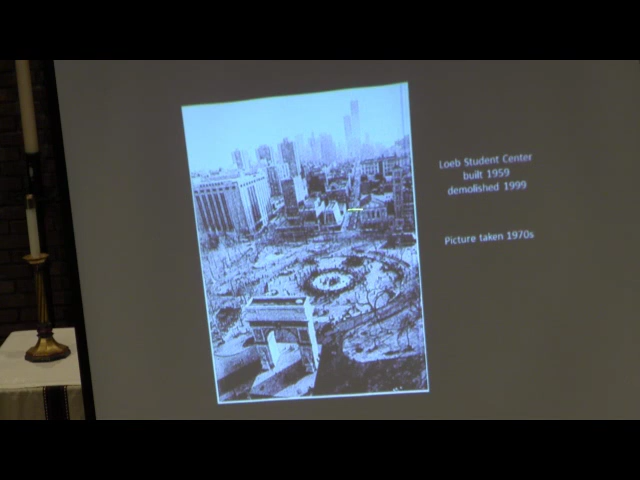 Loeb Student Center
built 1959
demolished 1999
Picture taken 1970s